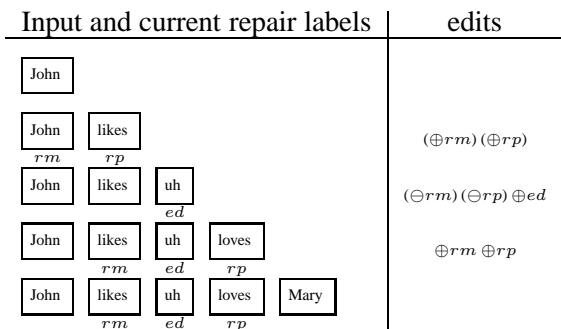 Input and current repair labels edits
John
John likes (⊕rm) (⊕rp)
rm rp
John likes uh (⊖rm) (⊖rp) ⊕ed
ed
John likes uh loves ⊕rm ⊕rp
rm ed rp
John likes uh loves Mary
rm ed rp